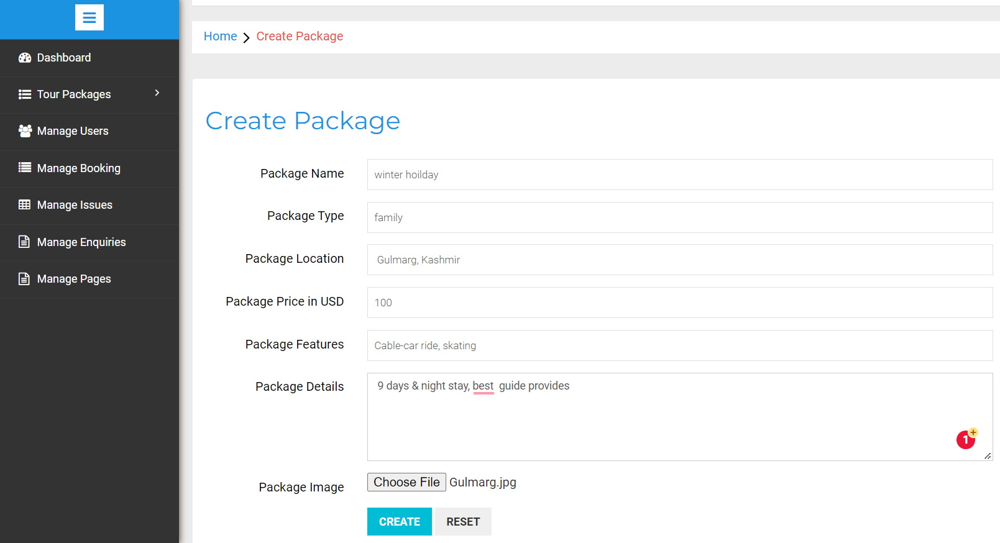 Dashboard
Tour Packages
Manage Users
Manage Booking
Manage Issues
Manage Enquiries
Manage Pages
Home > Create Package
Create Package
Package Name winter hoilday
Package Type family
Package Location Gulmarg, Kashmir
Package Price in USD 100
Package Features Cable-car ride, skating
Package Details 9 days & night stay, best guide provides
1+
Package Image Choose File Gulmarg.jpg
CREATE RESET